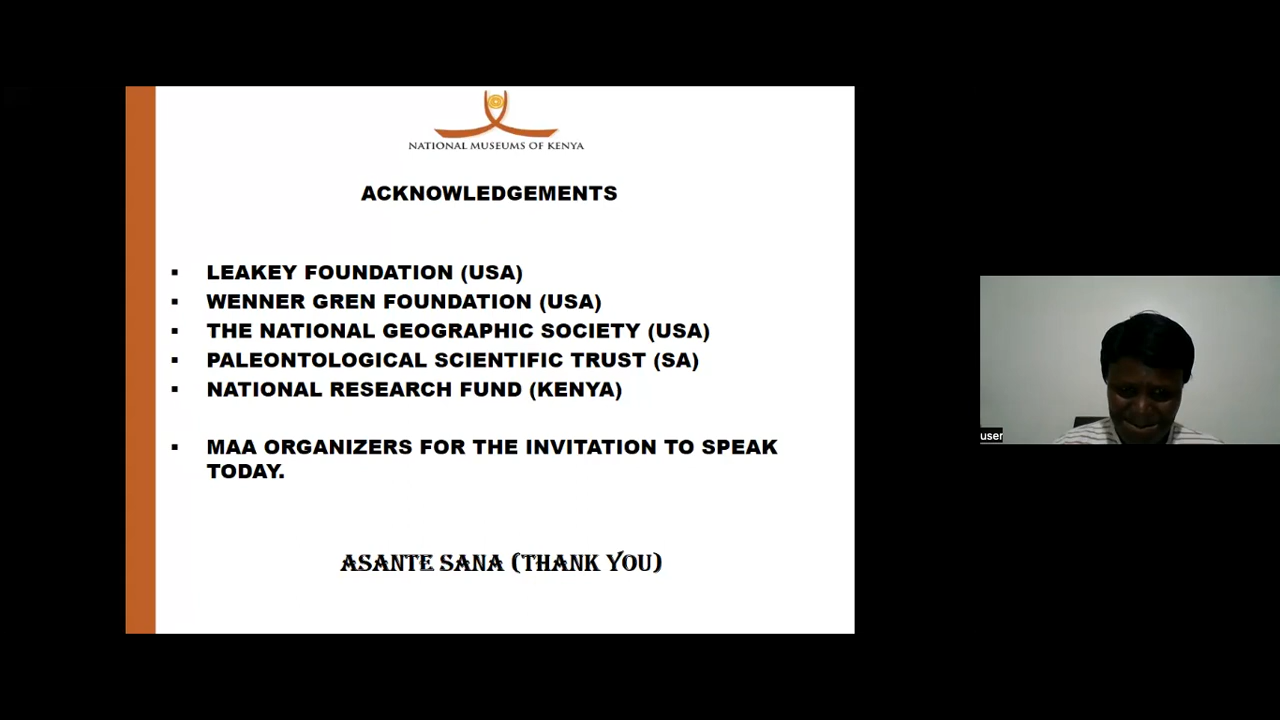 NATIONAL MUSEUMS OF KENYA
ACKNOWLEDGEMENTS
▪ LEAKEY FOUNDATION (USA)
▪ WENNER GREN FOUNDATION (USA)
▪ THE NATIONAL GEOGRAPHIC SOCIETY (USA)
▪ PALEONTOLOGICAL SCIENTIFIC TRUST (SA)
▪ NATIONAL RESEARCH FUND (KENYA)
▪ MAA ORGANIZERS FOR THE INVITATION TO SPEAK
TODAY.
ASANTE SANA (THANK YOU)
user